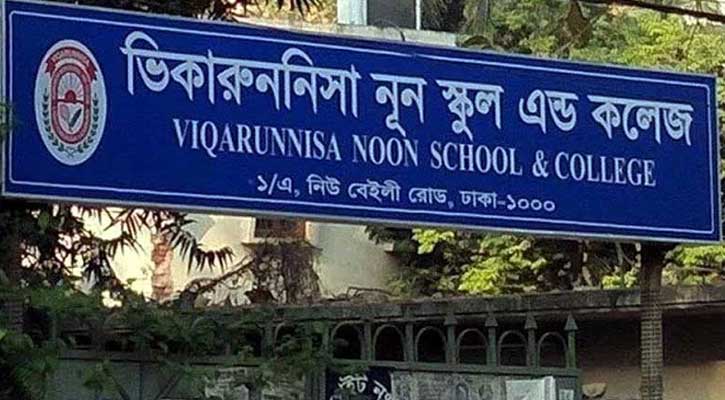 ভিকারুননিসা নূন স্কুল এন্ড কলেজ
VIQARUNNISA NOON SCHOOL & COLLEGE
১/এ, নিউ বেইলী রোড, ঢাকা-১০০০